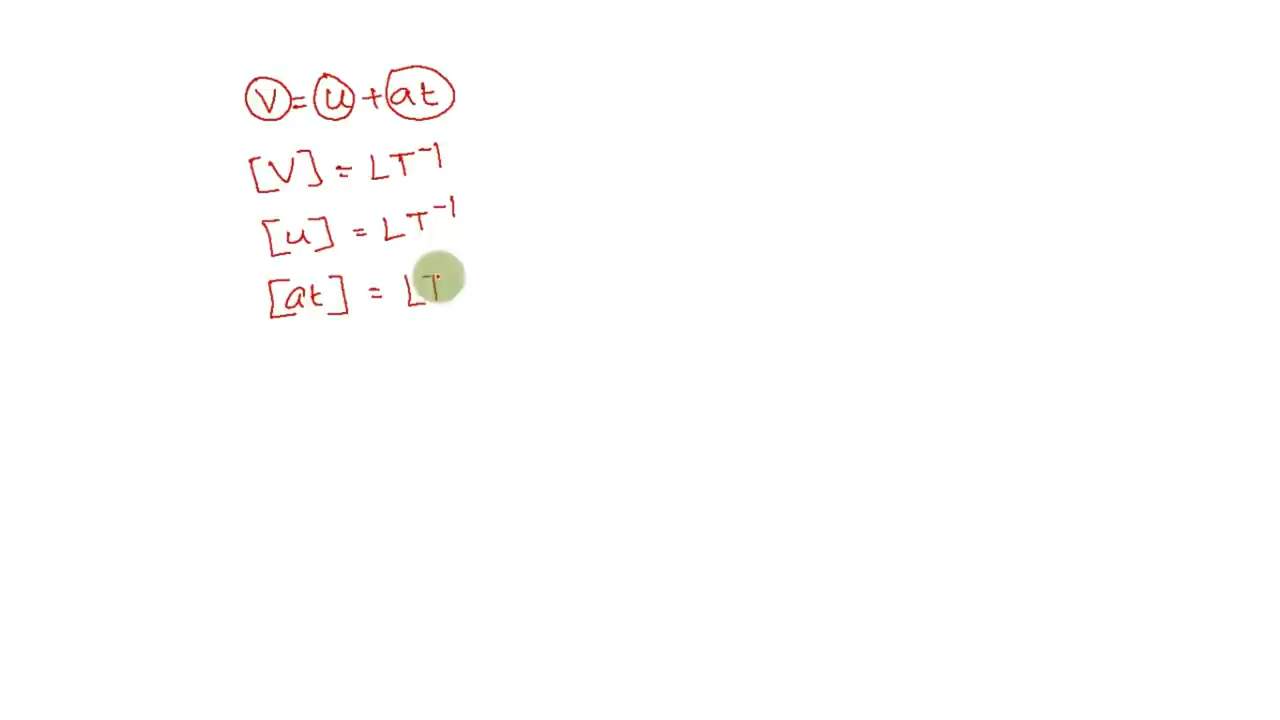 v = u + at
[v] = LT⁻¹
[u] = LT⁻¹
[at] = LT